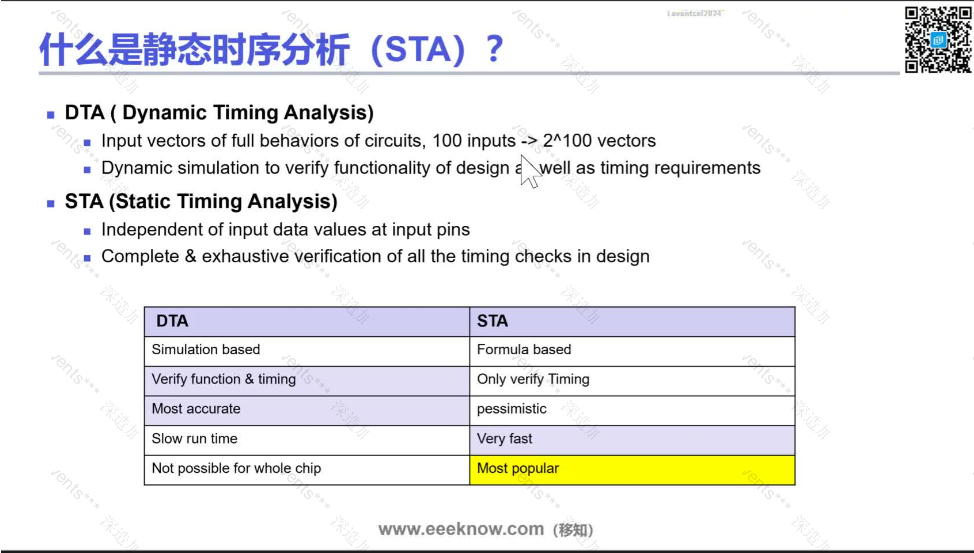 Leventcel2024
什么是静态时序分析（STA）？
DTA ( Dynamic Timing Analysis)
Input vectors of full behaviors of circuits, 100 inputs -> 2^100 vectors
Dynamic simulation to verify functionality of design as well as timing requirements
STA (Static Timing Analysis)
Independent of input data values at input pins
Complete & exhaustive verification of all the timing checks in design
DTA STA
Simulation based Formula based
Verify function & timing Only verify Timing
Most accurate pessimistic
Slow run time Very fast
Not possible for whole chip Most popular
www.eeeknow.com（移知）